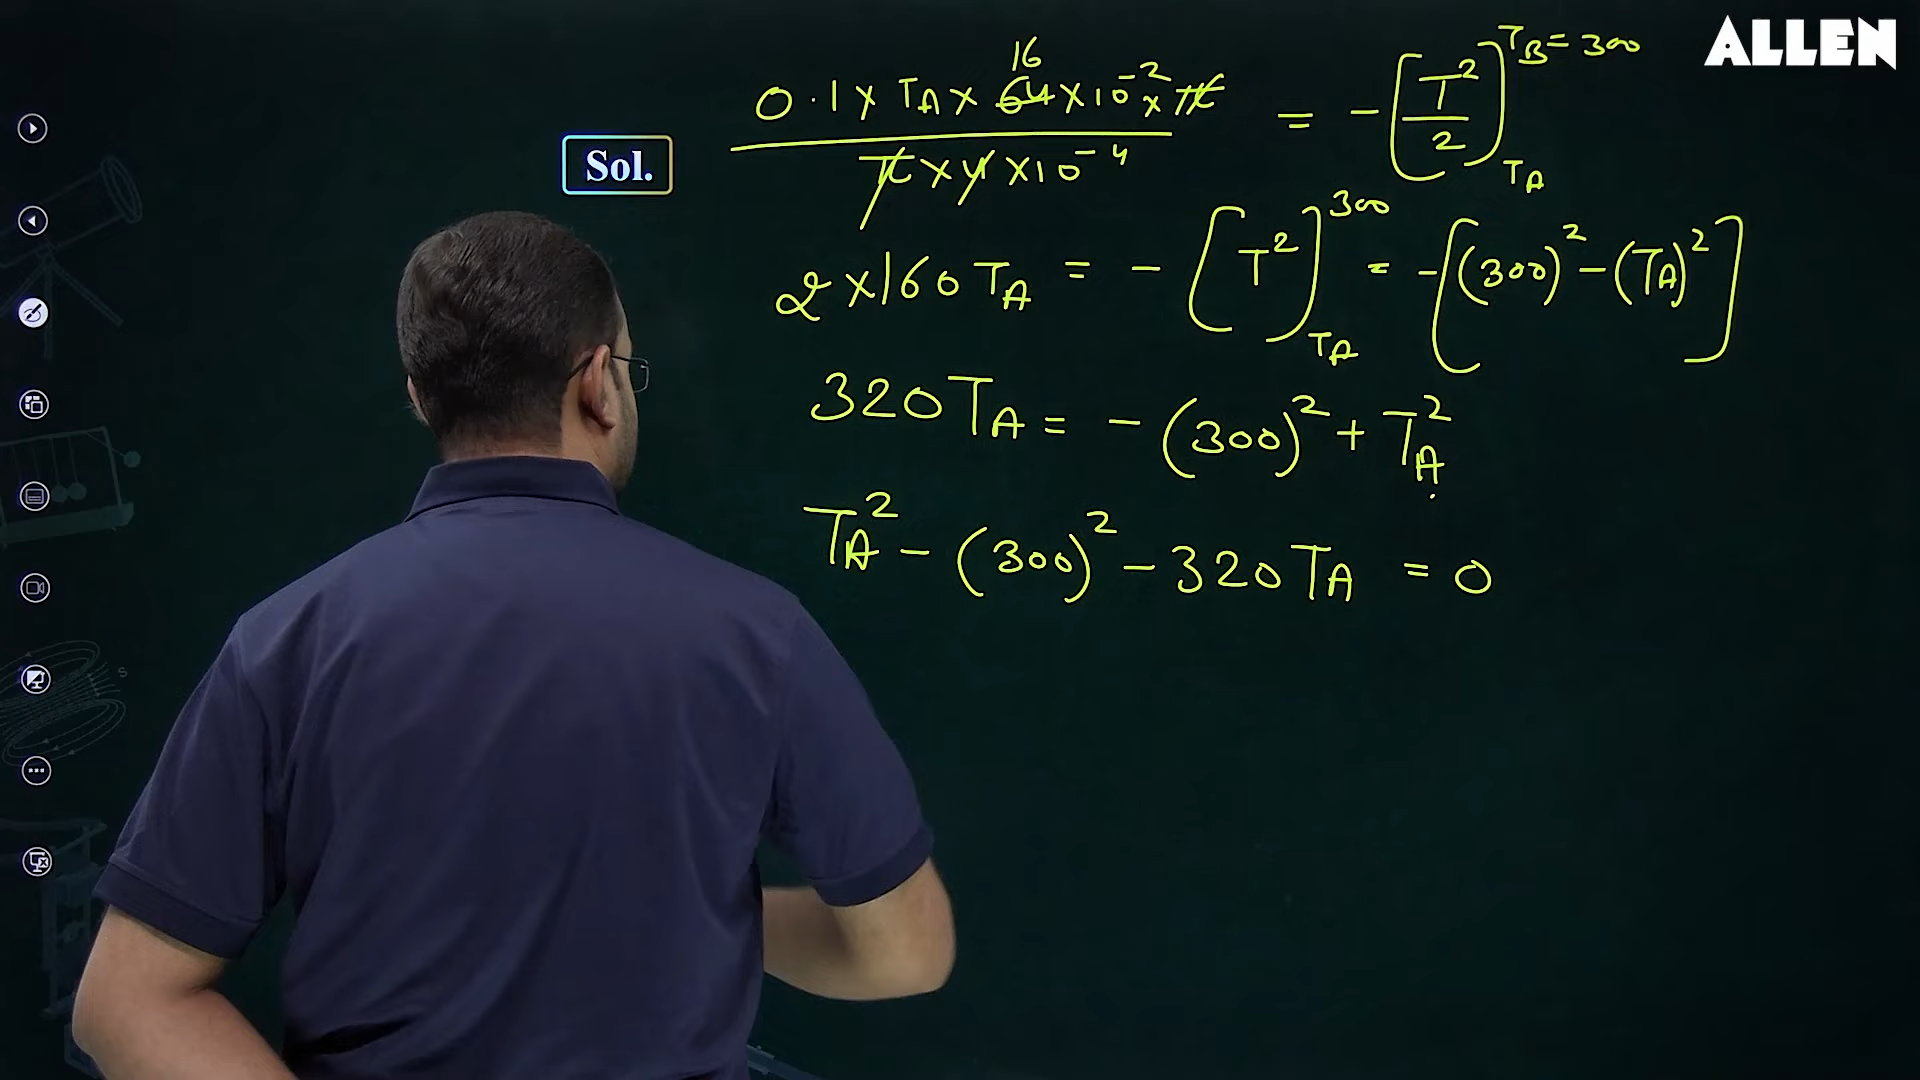 ALLEN
Sol.
0.1 × T_A × 64 16 × 10^-2 × π / π × 4 × 10^-4 = - [T^2/2]_{T_A}^{T_B = 300}
2 × 160 T_A = - [T^2]_{T_A}^{300} = - [(300)^2 - (T_A)^2]
320 T_A = - (300)^2 + T_A^2
T_A^2 - (300)^2 - 320 T_A = 0